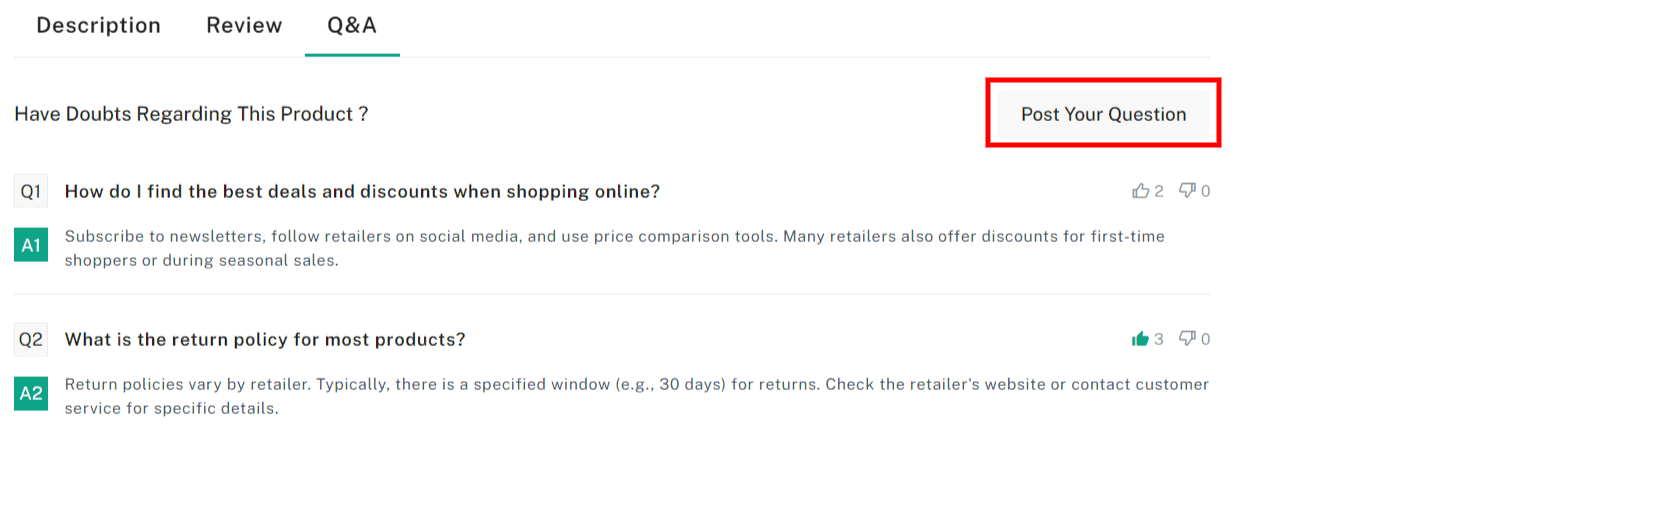 Description Review Q&A
Have Doubts Regarding This Product ? Post Your Question
Q1 How do I find the best deals and discounts when shopping online? 2 0
A1 Subscribe to newsletters, follow retailers on social media, and use price comparison tools. Many retailers also offer discounts for first-time
shoppers or during seasonal sales.
Q2 What is the return policy for most products? 3 0
A2 Return policies vary by retailer. Typically, there is a specified window (e.g., 30 days) for returns. Check the retailer's website or contact customer
service for specific details.